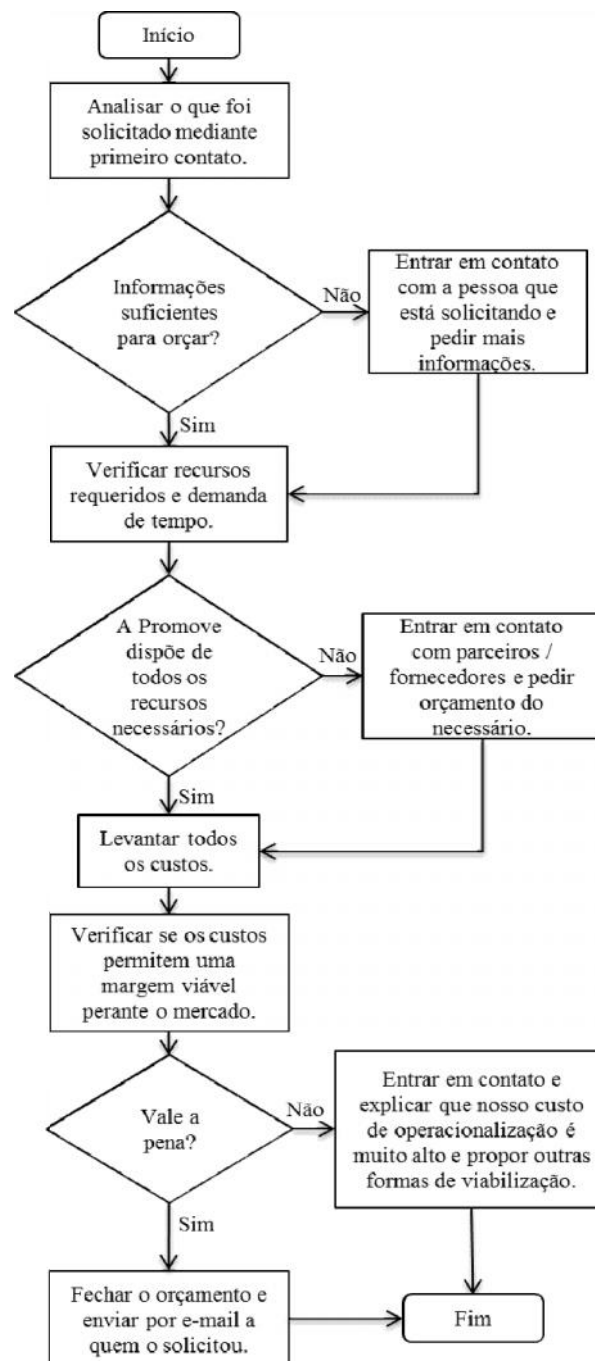 Início
Analisar o que foi
solicitado mediante
primeiro contato.
Informações
suficientes
para orçar?
Não
Entrar em contato
com a pessoa que
está solicitando e
pedir mais
informações.
Sim
Verificar recursos
requeridos e demanda
de tempo.
A Promove
dispõe de
todos os
recursos
necessários?
Não
Entrar em contato
com parceiros /
fornecedores e pedir
orçamento do
necessário.
Sim
Levantar todos
os custos.
Verificar se os custos
permitem uma
margem viável
perante o mercado.
Vale a
pena?
Não
Entrar em contato e
explicar que nosso custo
de operacionalização é
muito alto e propor outras
formas de viabilização.
Sim
Fechar o orçamento e
enviar por e-mail a
quem o solicitou.
Fim